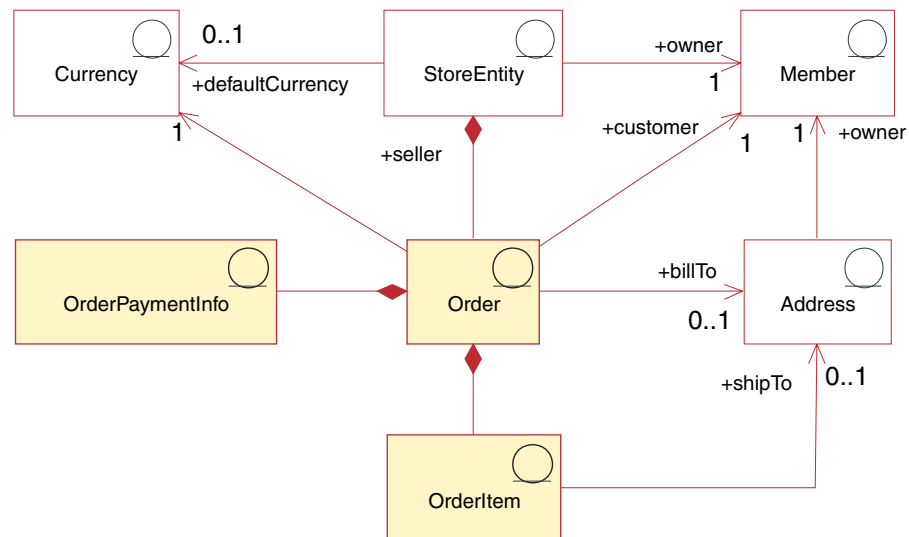 0..1
+owner
Currency
StoreEntity
Member
+defaultCurrency
1
1
+customer
1
1
+owner
+seller
+billTo
OrderPaymentInfo
Order
Address
0..1
+shipTo
0..1
OrderItem